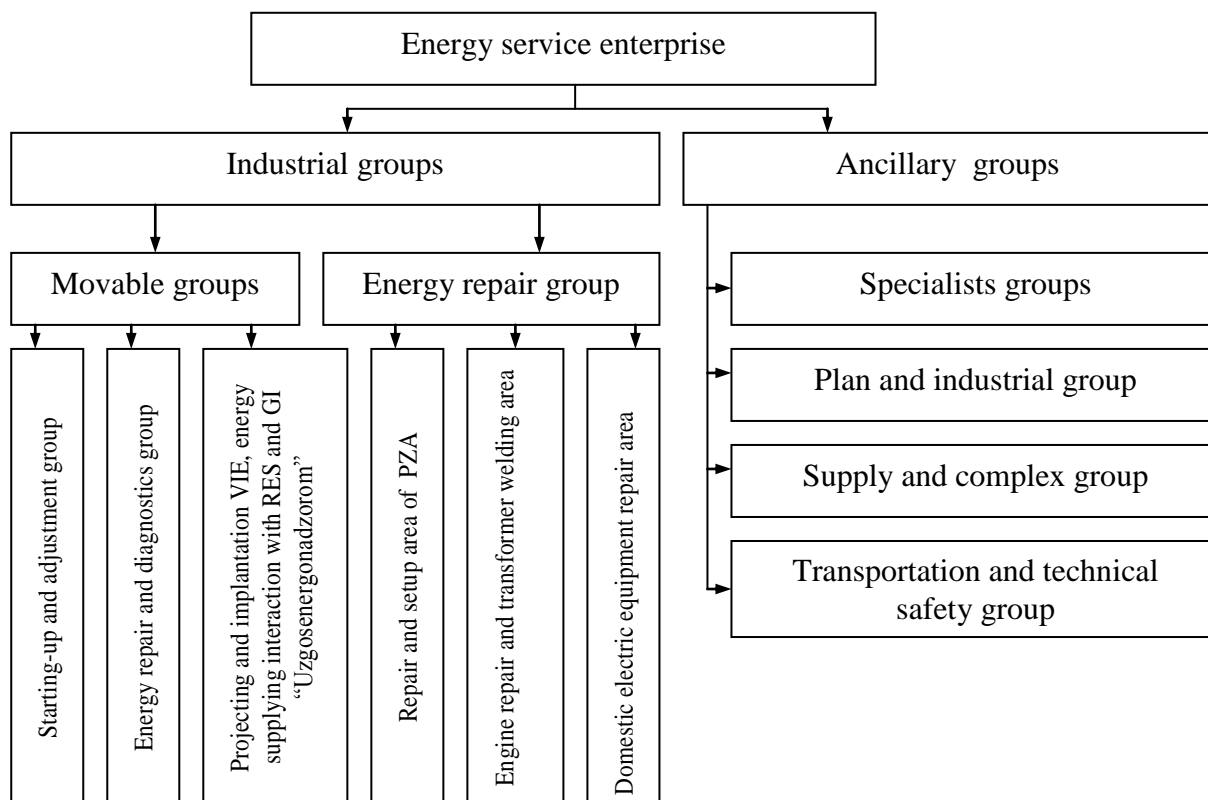 Energy service enterprise
Industrial groups
Ancillary groups
Movable groups
Energy repair group
Specialists groups
Plan and industrial group
Supply and complex group
Transportation and technical
safety group
Starting-up and adjustment group
Energy repair and diagnostics group
Projecting and implantation VIE, energy
supplying interaction with RES and GI
“Uzgosenergonadzorom”
Repair and setup area of PZA
Engine repair and transformer welding area
Domestic electric equipment repair area